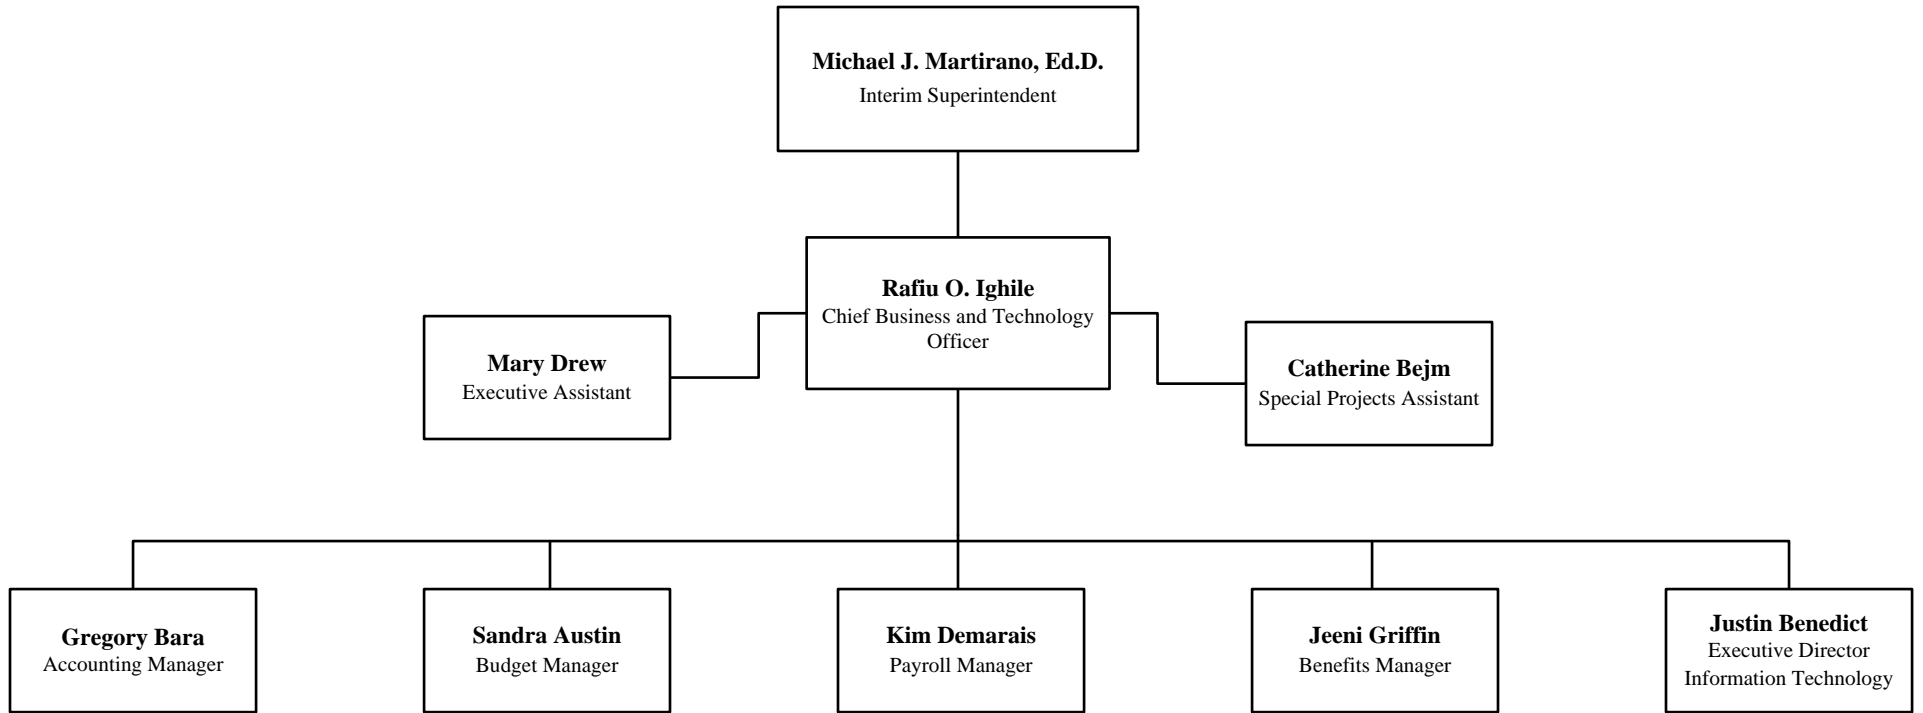 Michael J. Martirano, Ed.D.
Interim Superintendent
Rafiu O. Ighile
Chief Business and Technology
Officer
Mary Drew
Executive Assistant
Catherine Bejm
Special Projects Assistant
Gregory Bara
Accounting Manager
Sandra Austin
Budget Manager
Kim Demarais
Payroll Manager
Jeeni Griffin
Benefits Manager
Justin Benedict
Executive Director
Information Technology